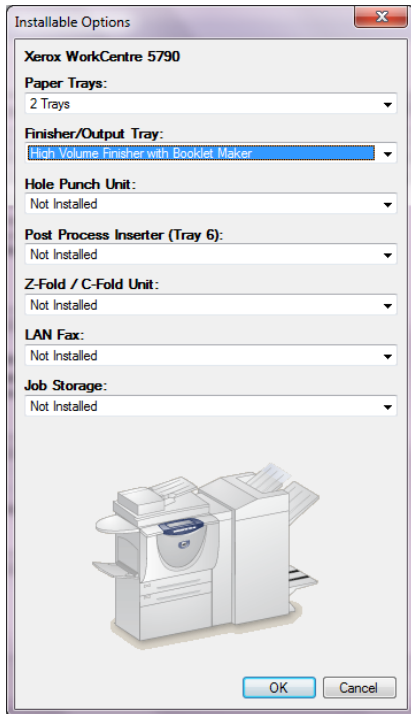 Installable Options
Xerox WorkCentre 5790
Paper Trays:
2 Trays
Finisher/Output Tray:
High Volume Finisher with Booklet Maker
Hole Punch Unit:
Not Installed
Post Process Inserter (Tray 6):
Not Installed
Z-Fold / C-Fold Unit:
Not Installed
LAN Fax:
Not Installed
Job Storage:
Not Installed
OK Cancel